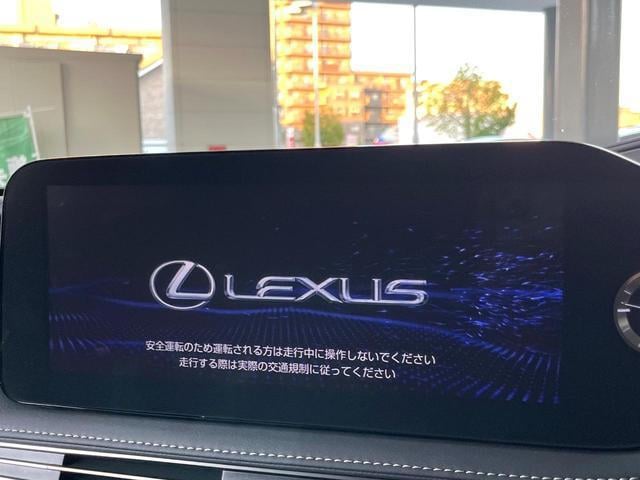 LEXUS
安全運転のため運転される方は走行中に操作しないでください
走行する際は実際の交通規制に従ってください